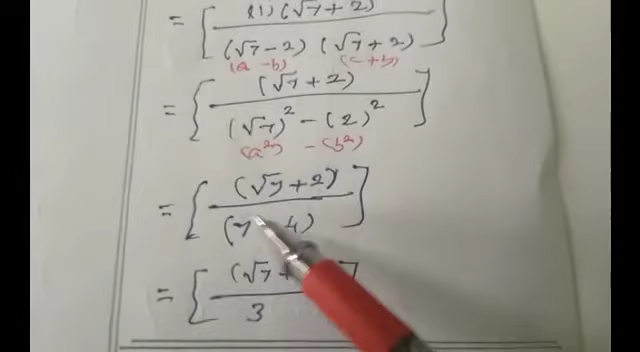 = [ (1) (√7 + 2)
(√7 - 2) (√7 + 2) ]
(a - b) (a + b)
= { (√7 + 2)
(√7)² - (2)² }
(a²) - (b²)
= [ (√7 + 2)
(7 4) ]
= [ (√7 +
3